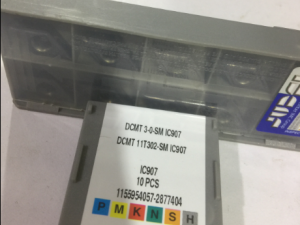 DCMT 3-0-SM IC907
DCMT 11T302-SM IC907
IC907
10 PCS
1155954057-2877404
P M K N S H